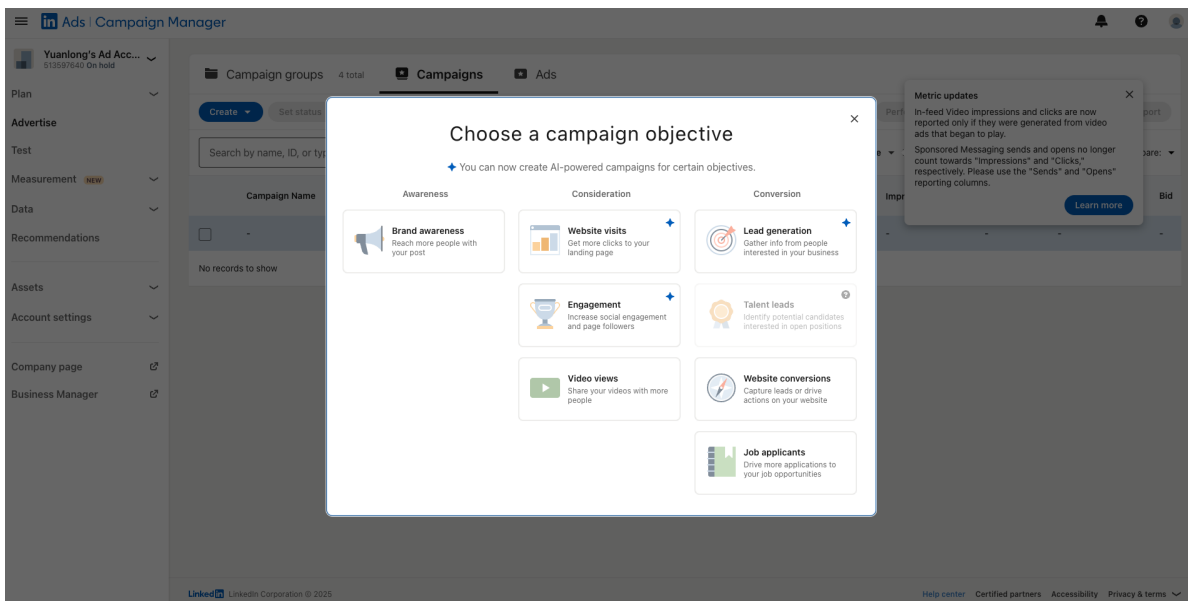 in Ads | Campaign Manager
Yuanlong's Ad Acc...
513597640 On hold
Plan
Advertise
Test
Measurement NEW
Data
Recommendations
Assets
Account settings
Company page
Business Manager
Campaign groups 4 total
Campaigns
Ads
Create
Set status
Search by name, ID, or typ
Campaign Name
Impr
Bid
-
-
-
-
-
No records to show
Metric updates
In-feed Video impressions and clicks are now
reported only if they were generated from video
ads that began to play.
Sponsored Messaging sends and opens no longer
count towards "Impressions" and "Clicks,"
respectively. Please use the "Sends" and "Opens"
reporting columns.
Learn more
Choose a campaign objective
You can now create AI-powered campaigns for certain objectives.
Awareness
Brand awareness
Reach more people with
your post
Consideration
Website visits
Get more clicks to your
landing page
Engagement
Increase social engagement
and page followers
Video views
Share your videos with more
people
Conversion
Lead generation
Gather info from people
interested in your business
Talent leads
Identify potential candidates
interested in open positions
Website conversions
Capture leads or drive
actions on your website
Job applicants
Drive more applications to
your job opportunities
LinkedIn LinkedIn Corporation © 2025
Help center Certified partners Accessibility Privacy & terms